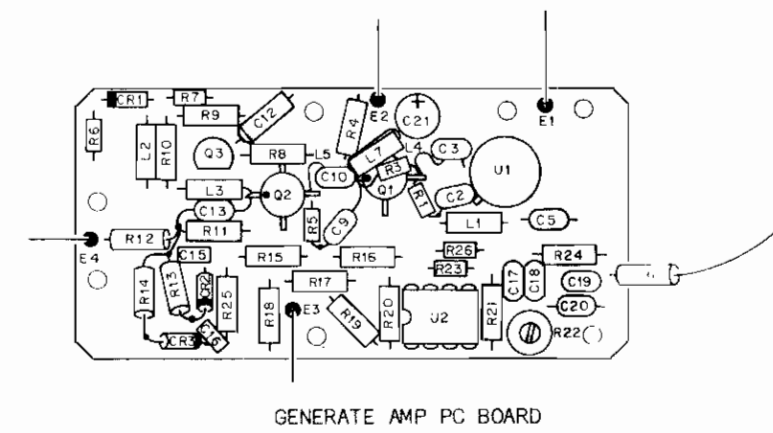 CR1
R7
R9
C12
R4
E2
C21
E1
R6
L2
R10
Q3
R8
L5
L7
L4
C3
U1
C10
R3
Q1
L3
Q2
R1
C2
C13
R5
C9
L1
C5
R12
R11
E4
C15
R15
R16
R26
R24
R23
R14
R13
CR2
R25
R17
C17
C18
C19
R18
E3
R19
R20
U2
R21
C20
R22
CR3
C16
GENERATE AMP PC BOARD